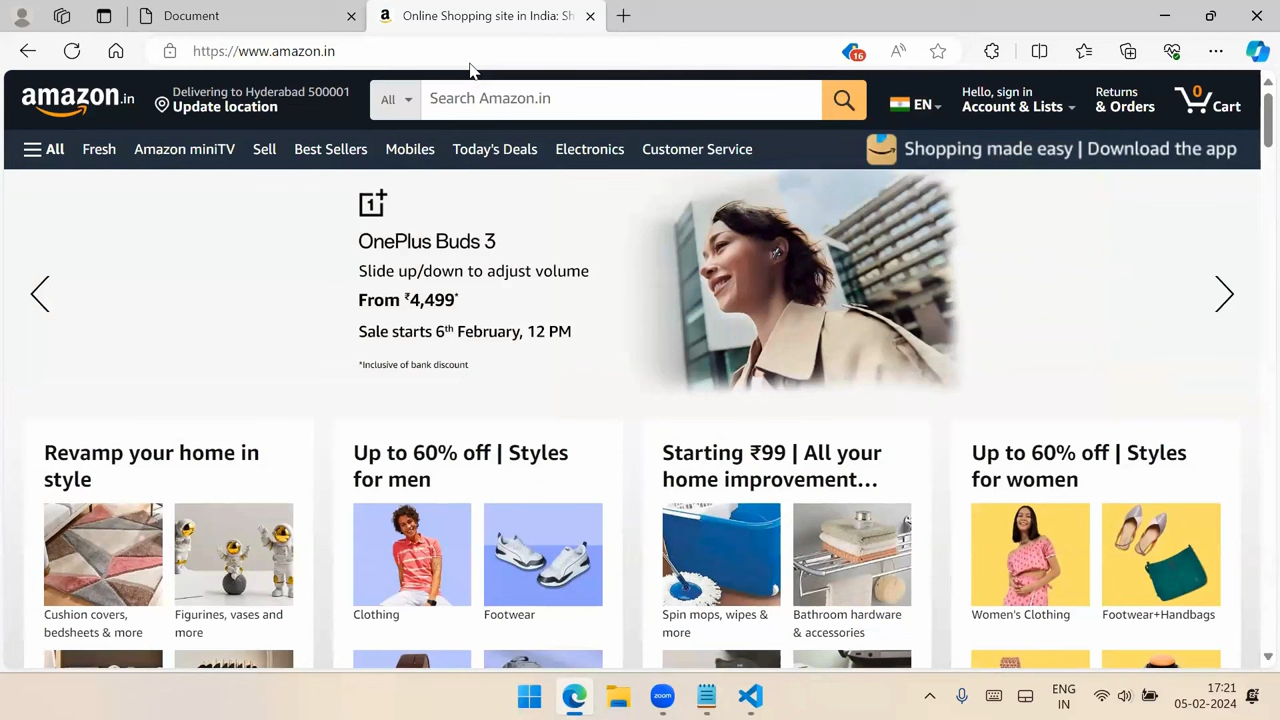 Document
Online Shopping site in India: Sh
https://www.amazon.in
16
amazon.in
Delivering to Hyderabad 500001
Update location
All
Search Amazon.in
EN
Hello, sign in
Account & Lists
Returns
& Orders
0
Cart
All
Fresh
Amazon miniTV
Sell
Best Sellers
Mobiles
Today's Deals
Electronics
Customer Service
Shopping made easy | Download the app
OnePlus Buds 3
Slide up/down to adjust volume
From ₹4,499*
Sale starts 6th February, 12 PM
*Inclusive of bank discount
Revamp your home in
style
Cushion covers,
bedsheets & more
Figurines, vases and
more
Up to 60% off | Styles
for men
Clothing
Footwear
Starting ₹99 | All your
home improvement…
Spin mops, wipes &
more
Bathroom hardware
& accessories
Up to 60% off | Styles
for women
Women's Clothing
Footwear+Handbags
zoom
ENG
IN
17:21
05-02-2024